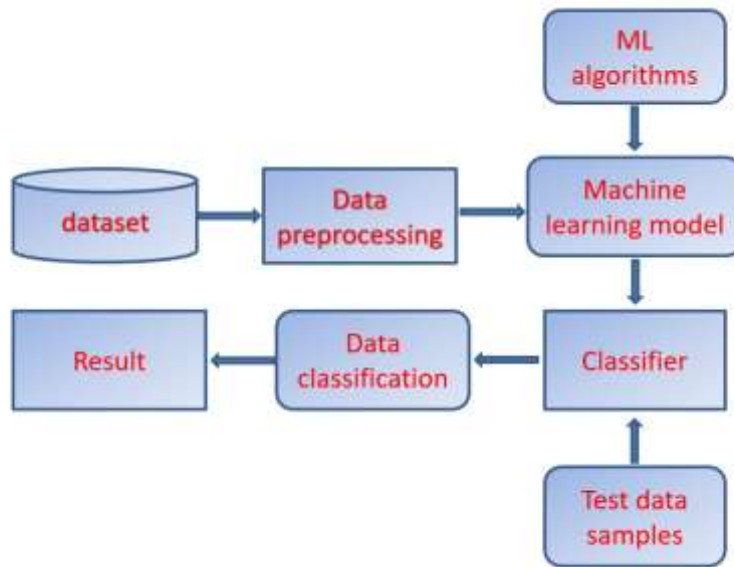 ML
algorithms
dataset
Data
preprocessing
Machine
learning model
Result
Data
classification
Classifier
Test data
samples